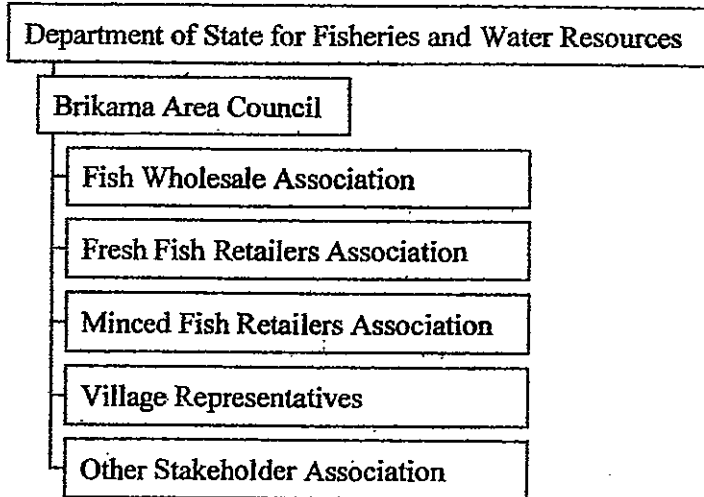 Department of State for Fisheries and Water Resources
Brikama Area Council
Fish Wholesale Association
Fresh Fish Retailers Association
Minced Fish Retailers Association
Village Representatives
Other Stakeholder Association